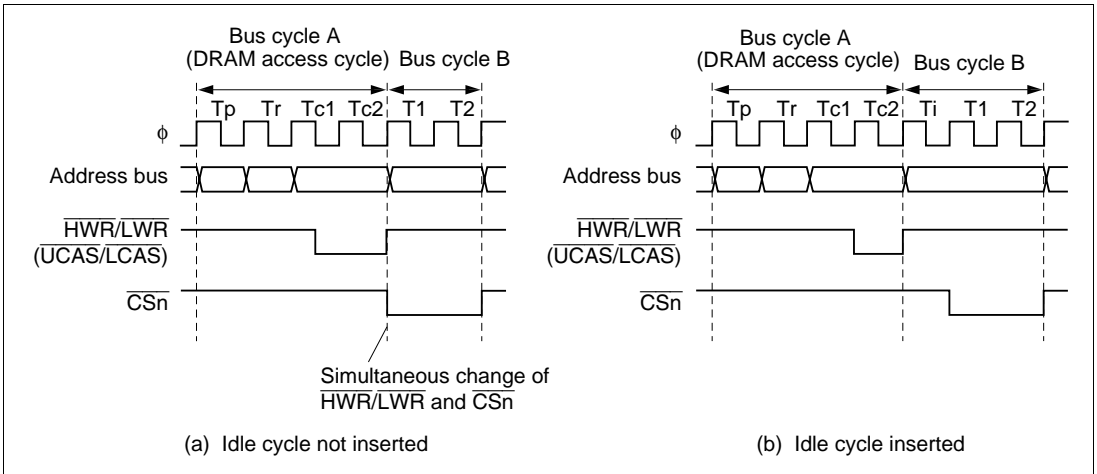 Bus cycle A
(DRAM access cycle) Bus cycle B
Tp Tr Tc1 Tc2 T1 T2
ϕ
Address bus
HWR/LWR
(UCAS/LCAS)
CSn
Simultaneous change of
HWR/LWR and CSn
(a) Idle cycle not inserted
Bus cycle A
(DRAM access cycle) Bus cycle B
Tp Tr Tc1 Tc2 Ti T1 T2
ϕ
Address bus
HWR/LWR
(UCAS/LCAS)
CSn
(b) Idle cycle inserted